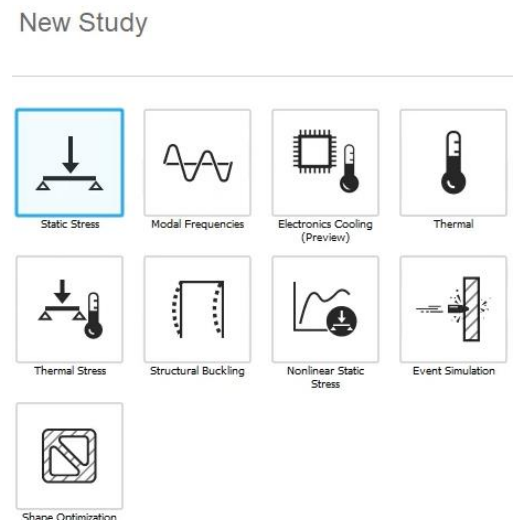 New Study
Static Stress
Modal Frequencies
Electronics Cooling
(Preview)
Thermal
Thermal Stress
Structural Buckling
Nonlinear Static
Stress
Event Simulation
Shape Optimization